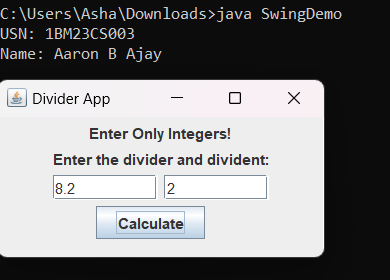 C:\Users\Asha\Downloads>java SwingDemo
USN: 1BM23CS003
Name: Aaron B Ajay
Divider App
Enter Only Integers!
Enter the divider and divident:
8.2 2
Calculate